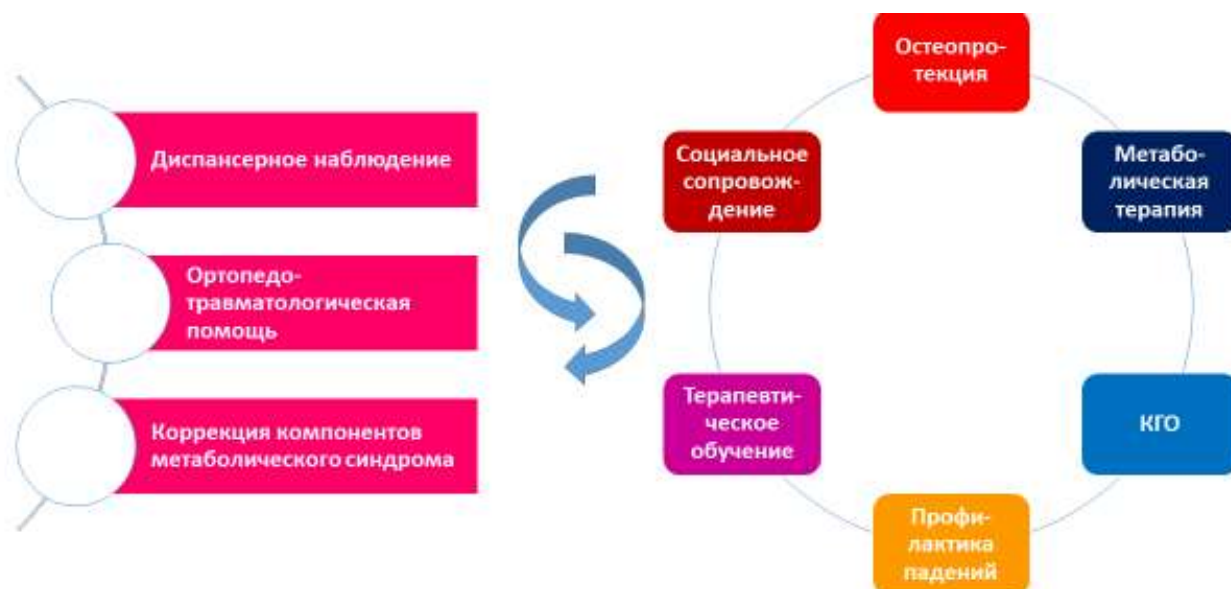 Диспансерное наблюдение
Ортопедо-
травматологическая
помощь
Коррекция компонентов
метаболического синдрома
Остеопро-
текция
Метабо-
лическая
терапия
КГО
Профи-
лактика
падений
Терапевти-
ческое
обучение
Социальное
сопровож-
дение